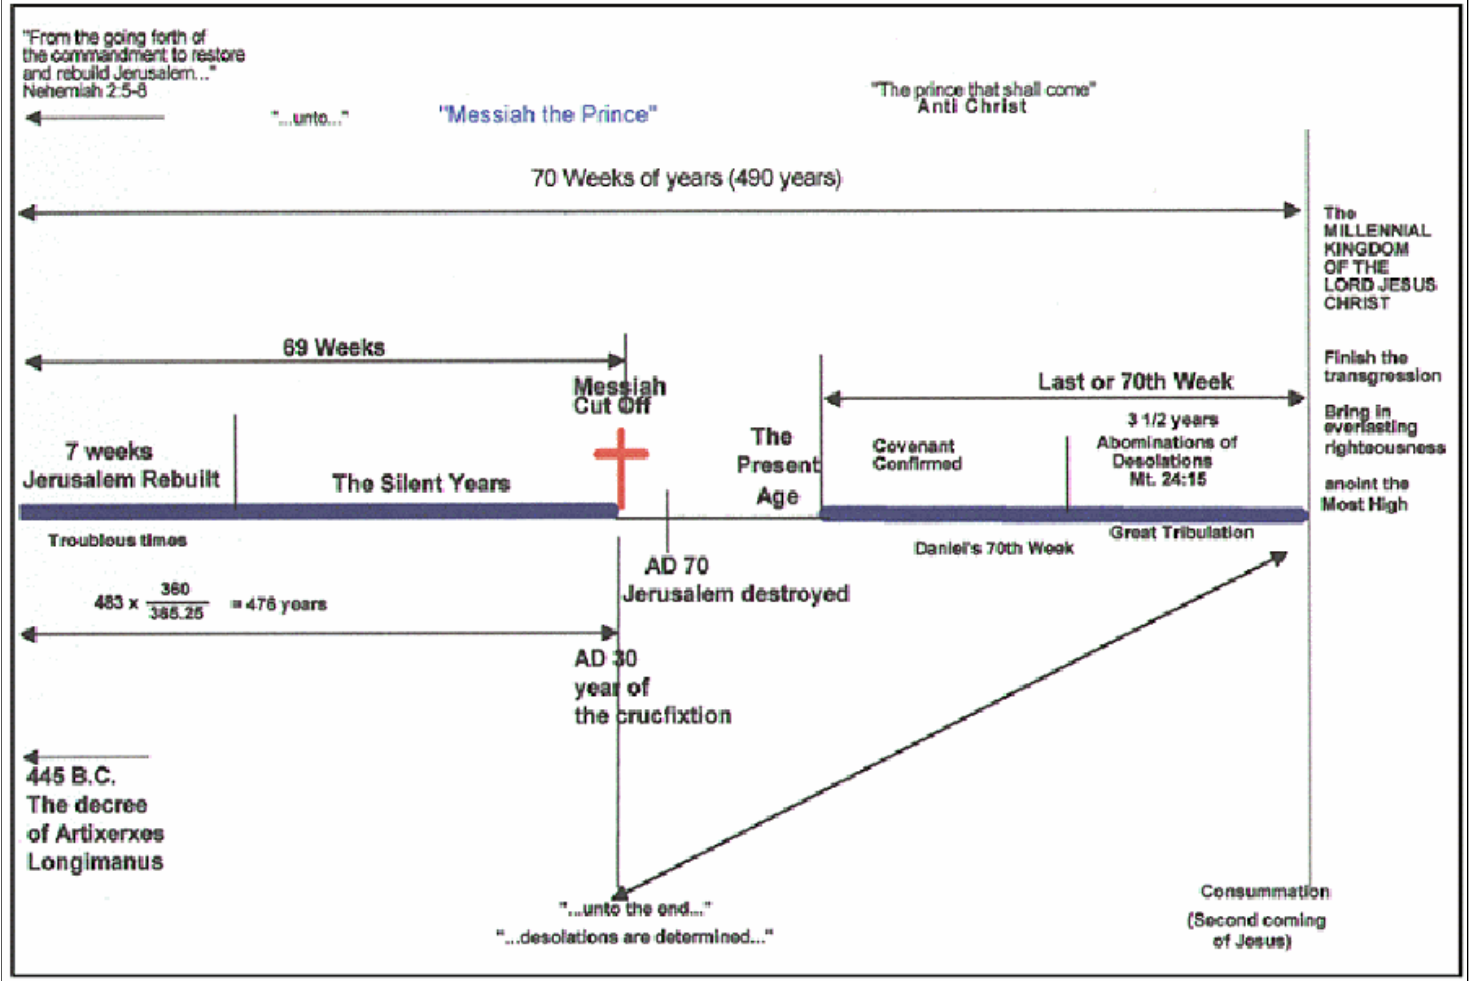 "From the going forth of
the commandment to restore
and rebuild Jerusalem..."
Nehemiah 2:5-8
"...unto..."
"Messiah the Prince"
"The prince that shall come"
Anti Christ
70 Weeks of years (490 years)
The
MILLENNIAL
KINGDOM
OF THE
LORD JESUS
CHRIST
Finish the
transgression
Bring in
everlasting
righteousness
anoint the
Most High
69 Weeks
Messiah
Cut Off
Last or 70th Week
7 weeks
Jerusalem Rebuilt
The Silent Years
The
Present
Age
Covenant
Confirmed
3 1/2 years
Abominations of
Desolations
Mt. 24:15
Troublous times
Daniel's 70th Week
Great Tribulation
AD 70
Jerusalem destroyed
483 x 360
365.25
= 476 years
AD 30
year of
the crucfixtion
445 B.C.
The decree
of Artixerxes
Longimanus
"...unto the end..."
"...desolations are determined..."
Consummation
(Second coming
of Jesus)